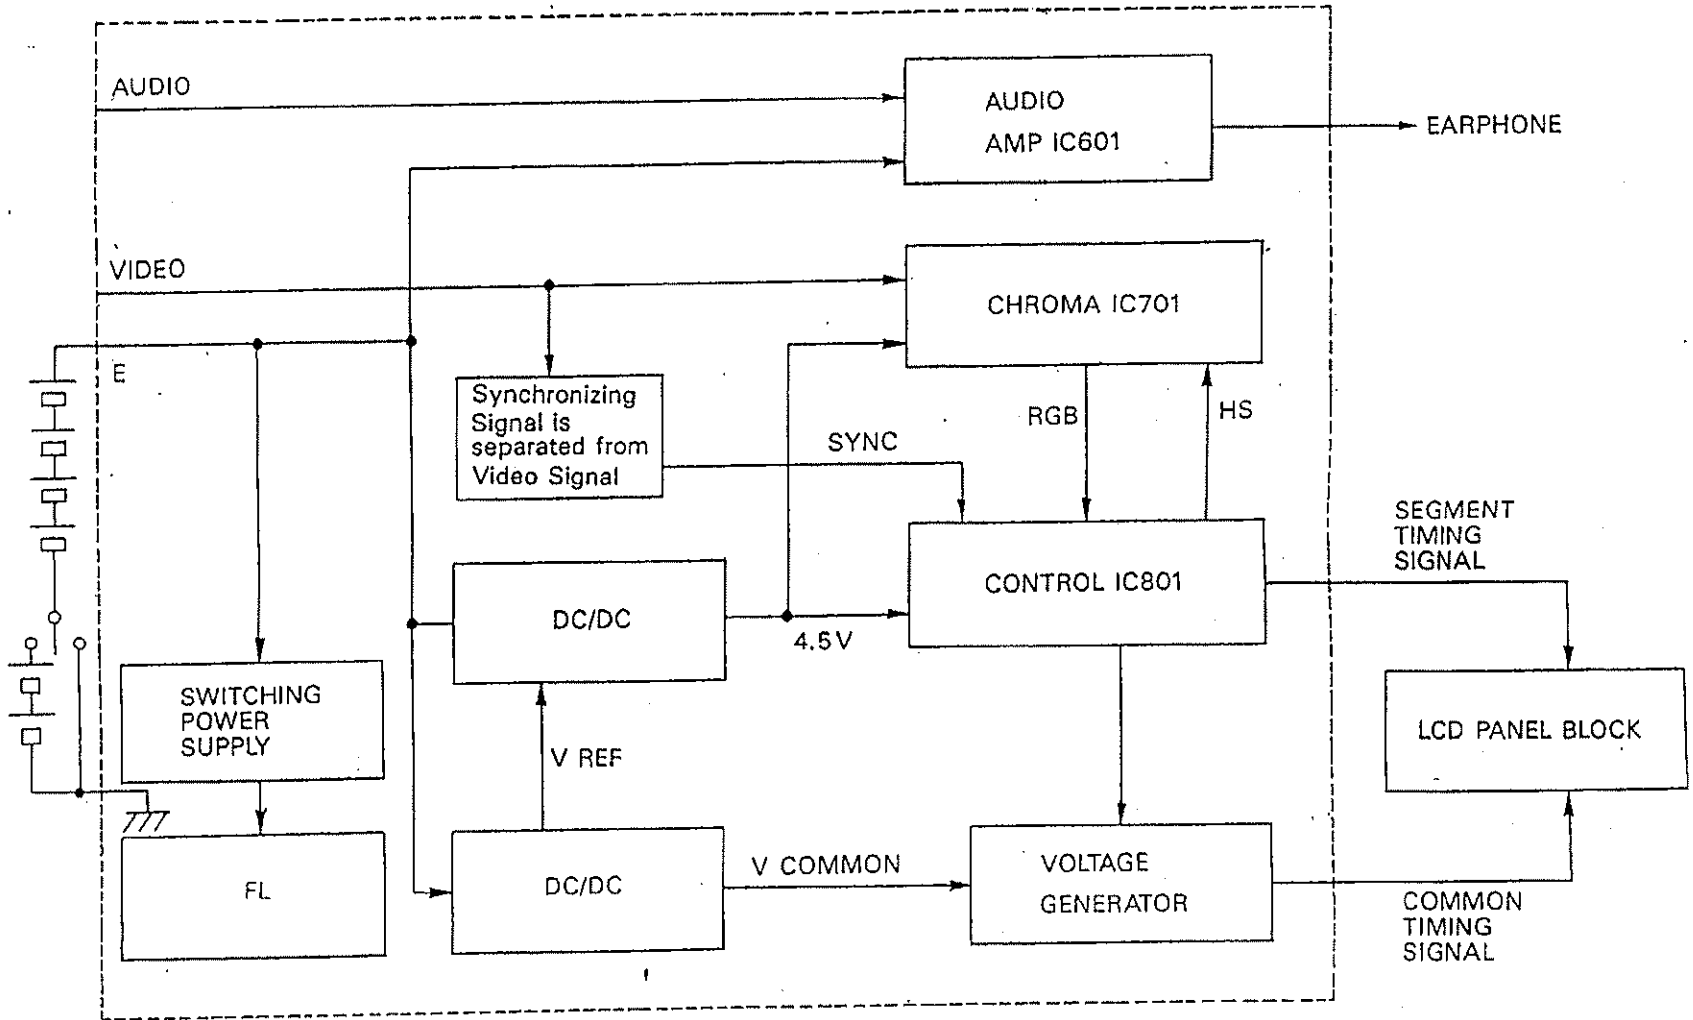 AUDIO
AUDIO
AMP IC601
EARPHONE
VIDEO
CHROMA IC701
E
Synchronizing
Signal is
separated from
Video Signal
SYNC
RGB
HS
SEGMENT
TIMING
SIGNAL
DC/DC
4.5V
CONTROL IC801
SWITCHING
POWER
SUPPLY
LCD PANEL BLOCK
V REF
FL
DC/DC
V COMMON
VOLTAGE
GENERATOR
COMMON
TIMING
SIGNAL